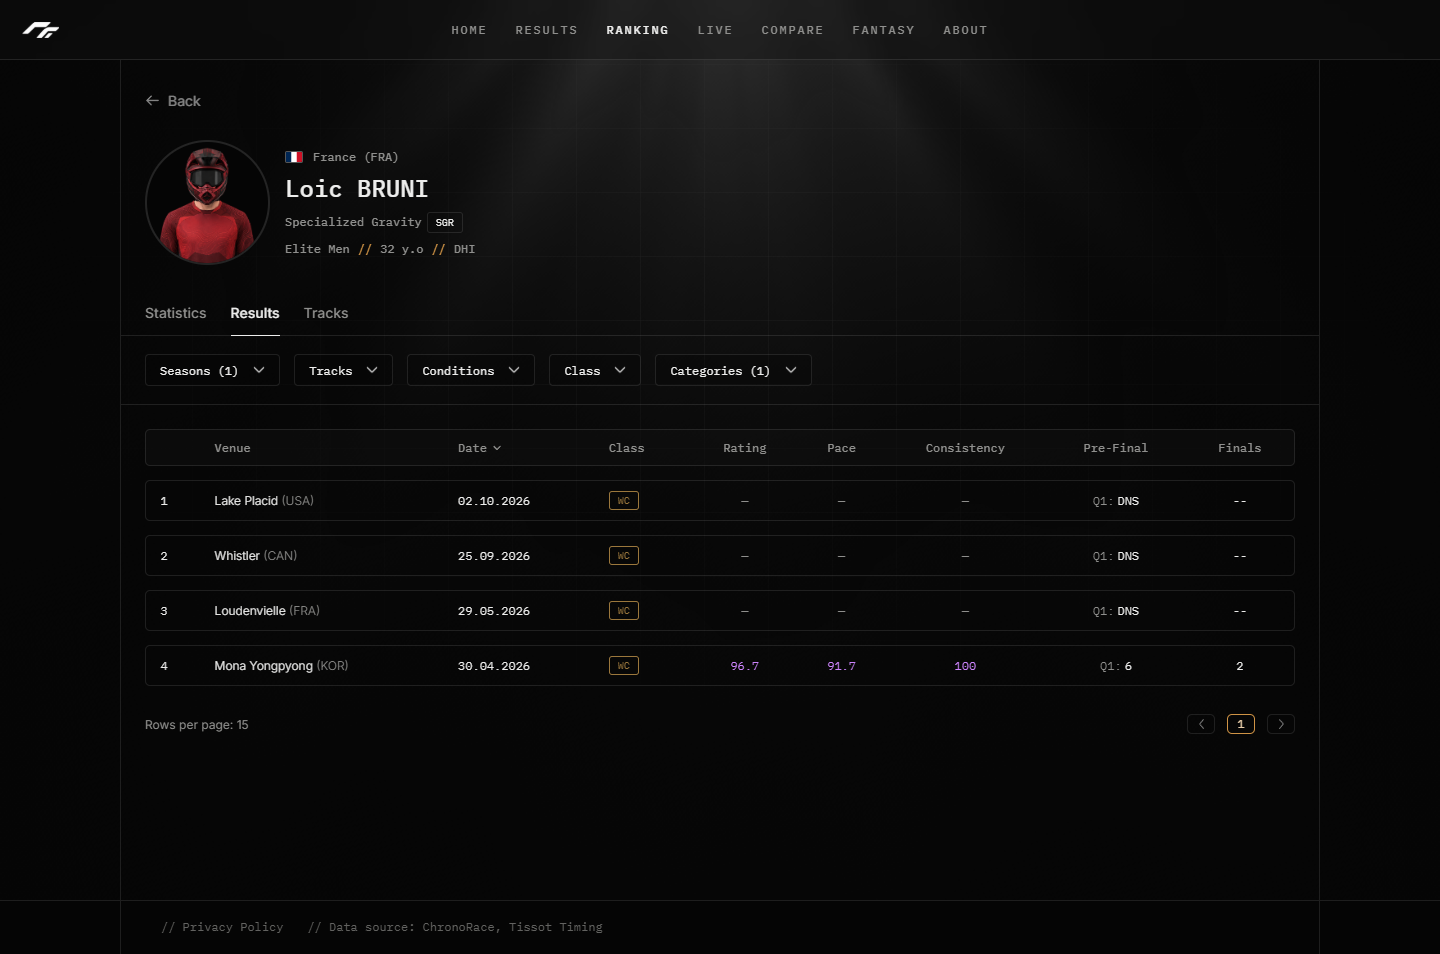 HOME RESULTS RANKING LIVE COMPARE FANTASY ABOUT
← Back
France (FRA)
Loic BRUNI
Specialized Gravity SGR
Elite Men // 32 y.o // DHI
Statistics Results Tracks
Seasons (1) Tracks Conditions Class Categories (1)
Venue Date Class Rating Pace Consistency Pre-Final Finals
1 Lake Placid (USA) 02.10.2026 WC — — — Q1: DNS --
2 Whistler (CAN) 25.09.2026 WC — — — Q1: DNS --
3 Loudenvielle (FRA) 29.05.2026 WC — — — Q1: DNS --
4 Mona Yongpyong (KOR) 30.04.2026 WC 96.7 91.7 100 Q1: 6 2
Rows per page: 15 1
// Privacy Policy // Data source: ChronoRace, Tissot Timing